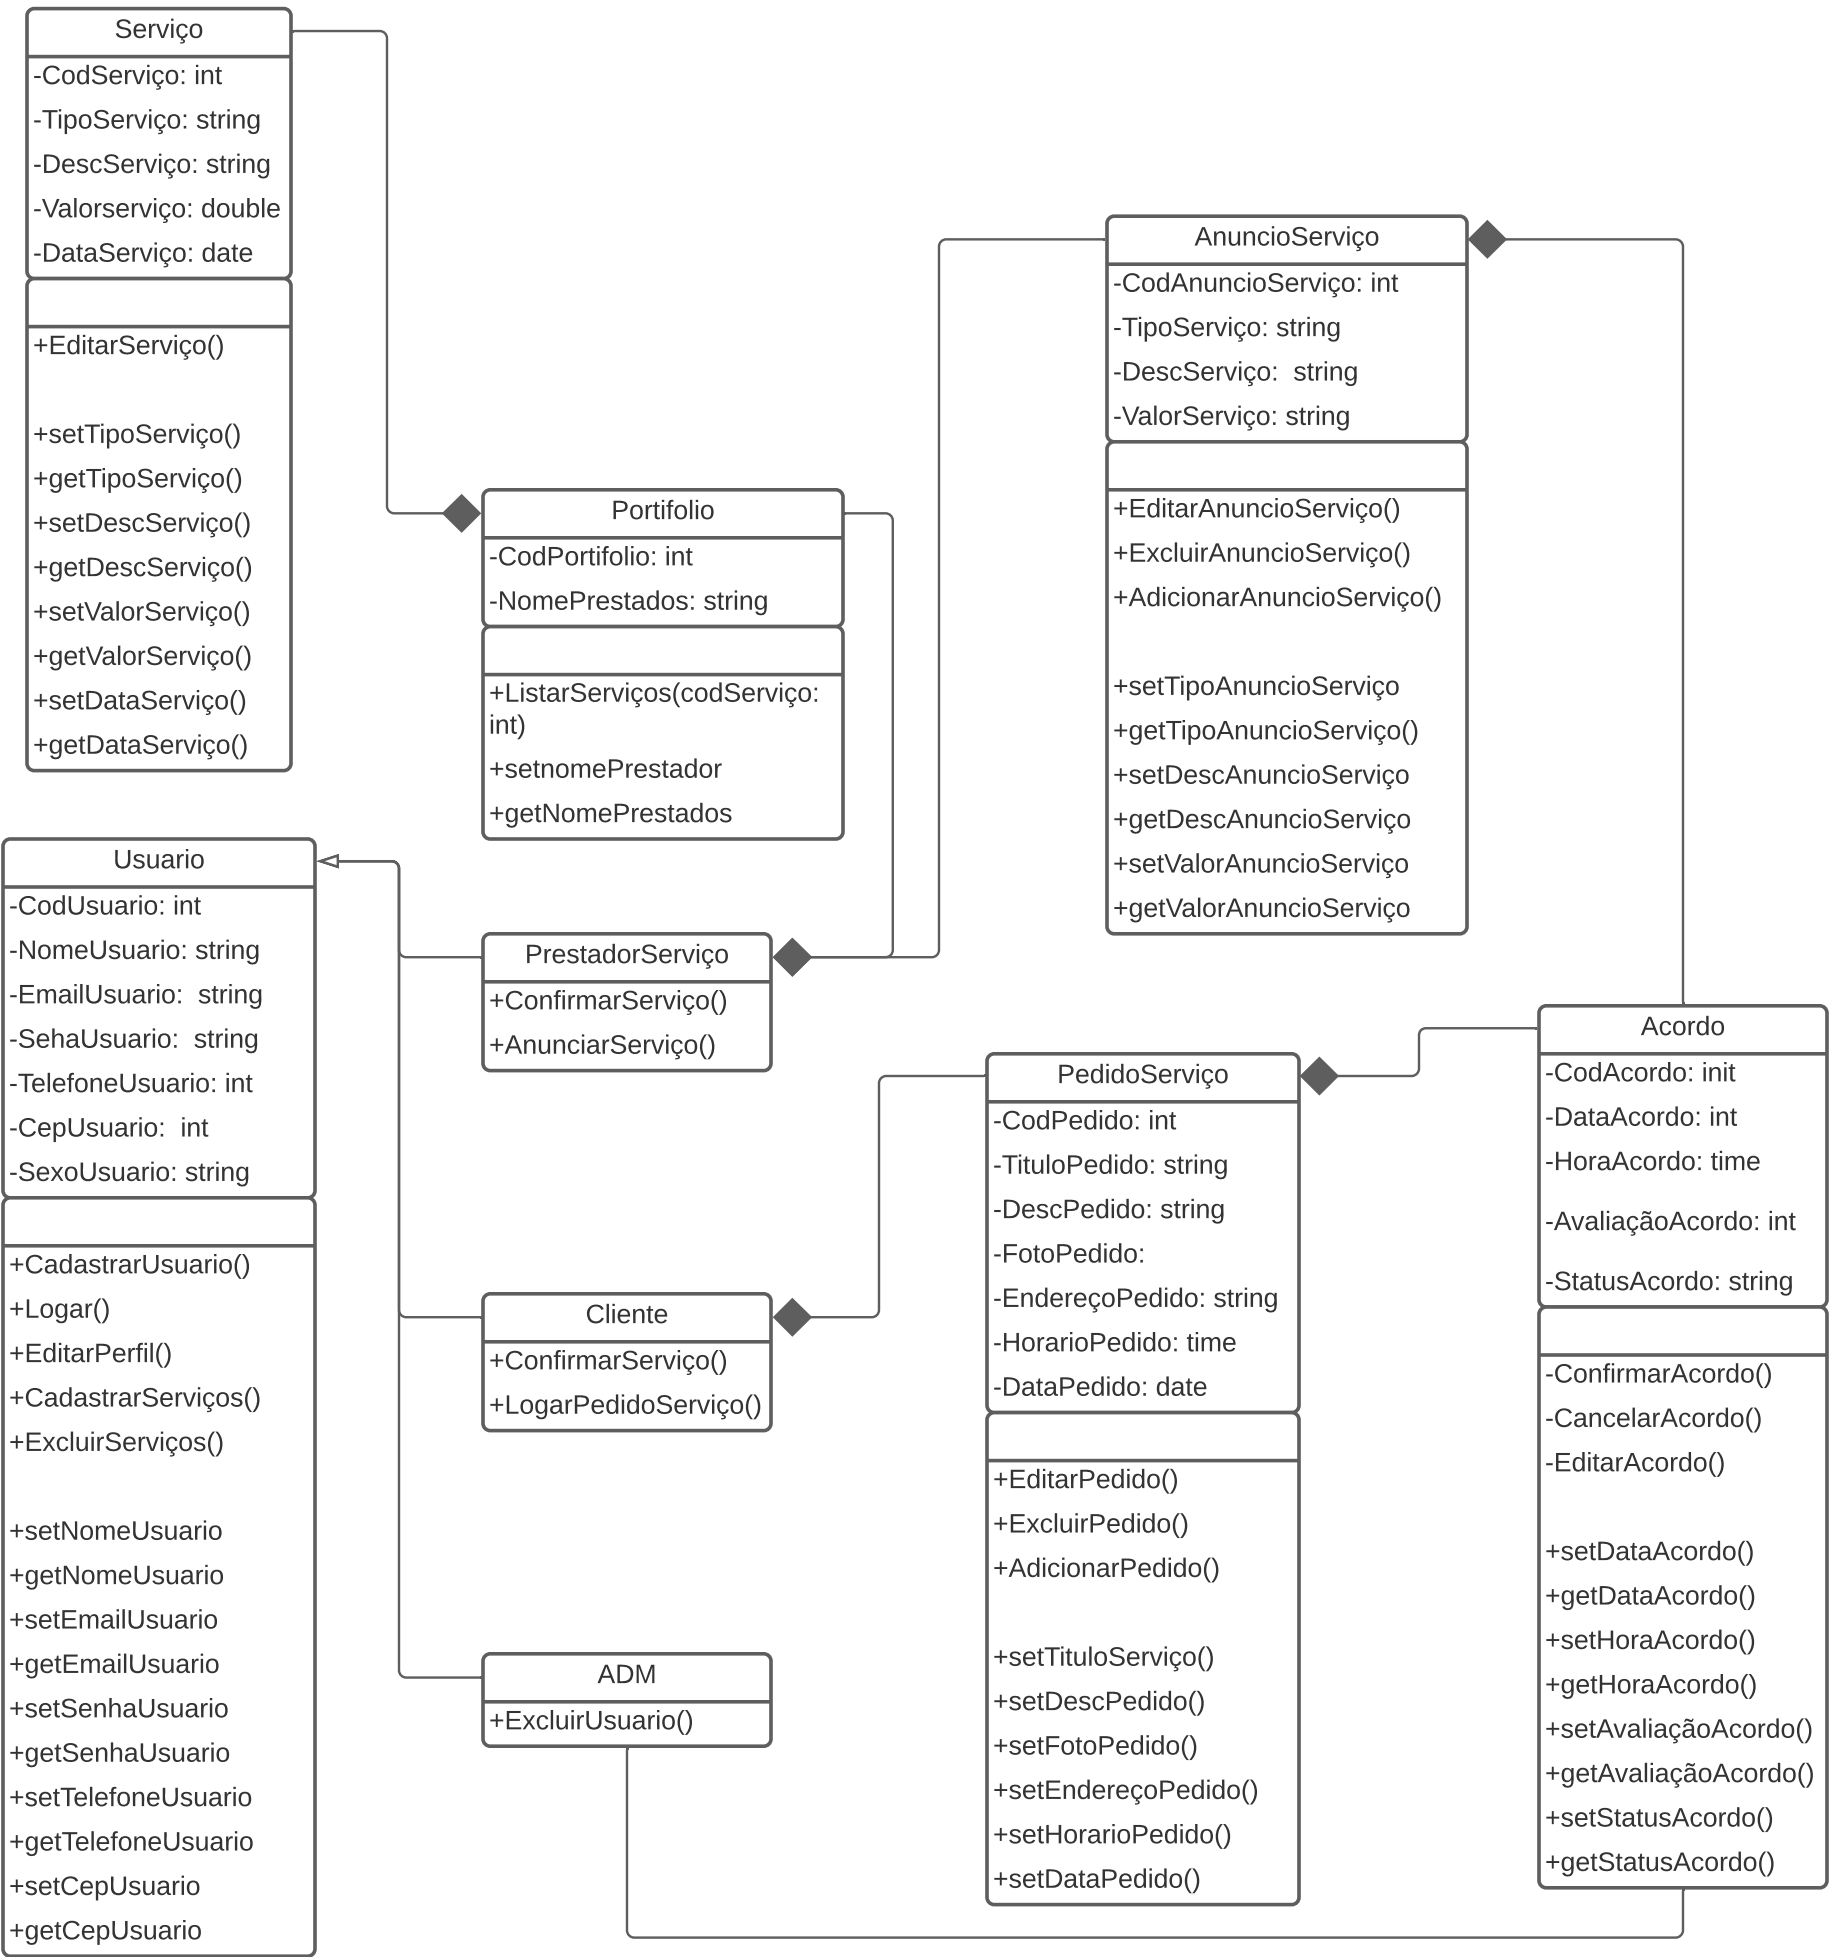 Serviço
-CodServiço: int
-TipoServiço: string
-DescServiço: string
-Valorserviço: double
-DataServiço: date
+EditarServiço()
+setTipoServiço()
+getTipoServiço()
+setDescServiço()
+getDescServiço()
+setValorServiço()
+getValorServiço()
+setDataServiço()
+getDataServiço()
Portifolio
-CodPortifolio: int
-NomePrestados: string
+ListarServiços(codServiço:
int)
+setnomePrestador
+getNomePrestados
AnuncioServiço
-CodAnuncioServiço: int
-TipoServiço: string
-DescServiço:  string
-ValorServiço: string
+EditarAnuncioServiço()
+ExcluirAnuncioServiço()
+AdicionarAnuncioServiço()
+setTipoAnuncioServiço
+getTipoAnuncioServiço()
+setDescAnuncioServiço
+getDescAnuncioServiço
+setValorAnuncioServiço
+getValorAnuncioServiço
Usuario
-CodUsuario: int
-NomeUsuario: string
-EmailUsuario:  string
-SehaUsuario:  string
-TelefoneUsuario: int
-CepUsuario:  int
-SexoUsuario: string
+CadastrarUsuario()
+Logar()
+EditarPerfil()
+CadastrarServiços()
+ExcluirServiços()
+setNomeUsuario
+getNomeUsuario
+setEmailUsuario
+getEmailUsuario
+setSenhaUsuario
+getSenhaUsuario
+setTelefoneUsuario
+getTelefoneUsuario
+setCepUsuario
+getCepUsuario
PrestadorServiço
+ConfirmarServiço()
+AnunciarServiço()
Cliente
+ConfirmarServiço()
+LogarPedidoServiço()
ADM
+ExcluirUsuario()
PedidoServiço
-CodPedido: int
-TituloPedido: string
-DescPedido: string
-FotoPedido:
-EndereçoPedido: string
-HorarioPedido: time
-DataPedido: date
+EditarPedido()
+ExcluirPedido()
+AdicionarPedido()
+setTituloServiço()
+setDescPedido()
+setFotoPedido()
+setEndereçoPedido()
+setHorarioPedido()
+setDataPedido()
Acordo
-CodAcordo: init
-DataAcordo: int
-HoraAcordo: time
-AvaliaçãoAcordo: int
-StatusAcordo: string
-ConfirmarAcordo()
-CancelarAcordo()
-EditarAcordo()
+setDataAcordo()
+getDataAcordo()
+setHoraAcordo()
+getHoraAcordo()
+setAvaliaçãoAcordo()
+getAvaliaçãoAcordo()
+setStatusAcordo()
+getStatusAcordo()